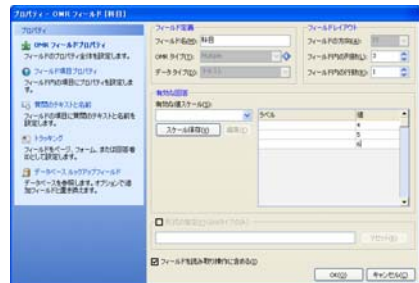 プロパティ - OMR フィールド [科目]
プロパティ
OMR フィールドプロパティ
フィールドのプロパティ全体を設定します。
フィールド項目プロパティ
フィールド内の項目にプロパティを設定します。
質問のテキストと名前
フィールドの項目に質問のテキストと名前を設定します。
トラッキング
フィールドをページ、フォーム、または回答者IDとして設定します。
データベース ルックアップフィールド
データベースを参照します。オプションで追加フィールドと置き換えます。
フィールド定義
フィールド名(M):
科目
OMR タイプ(T):
データタイプ(D):
テキスト
フィールドレイアウト
フィールドの方向(R):
フィールド内の列数(L):
フィールド内の行数(R):
有効な回答
有効な値スケール(S):
スケール保存(V)
ラベル
値
4
5
6
フィールドを読み取り操作に含める(I)
OK(O)
キャンセル(C)